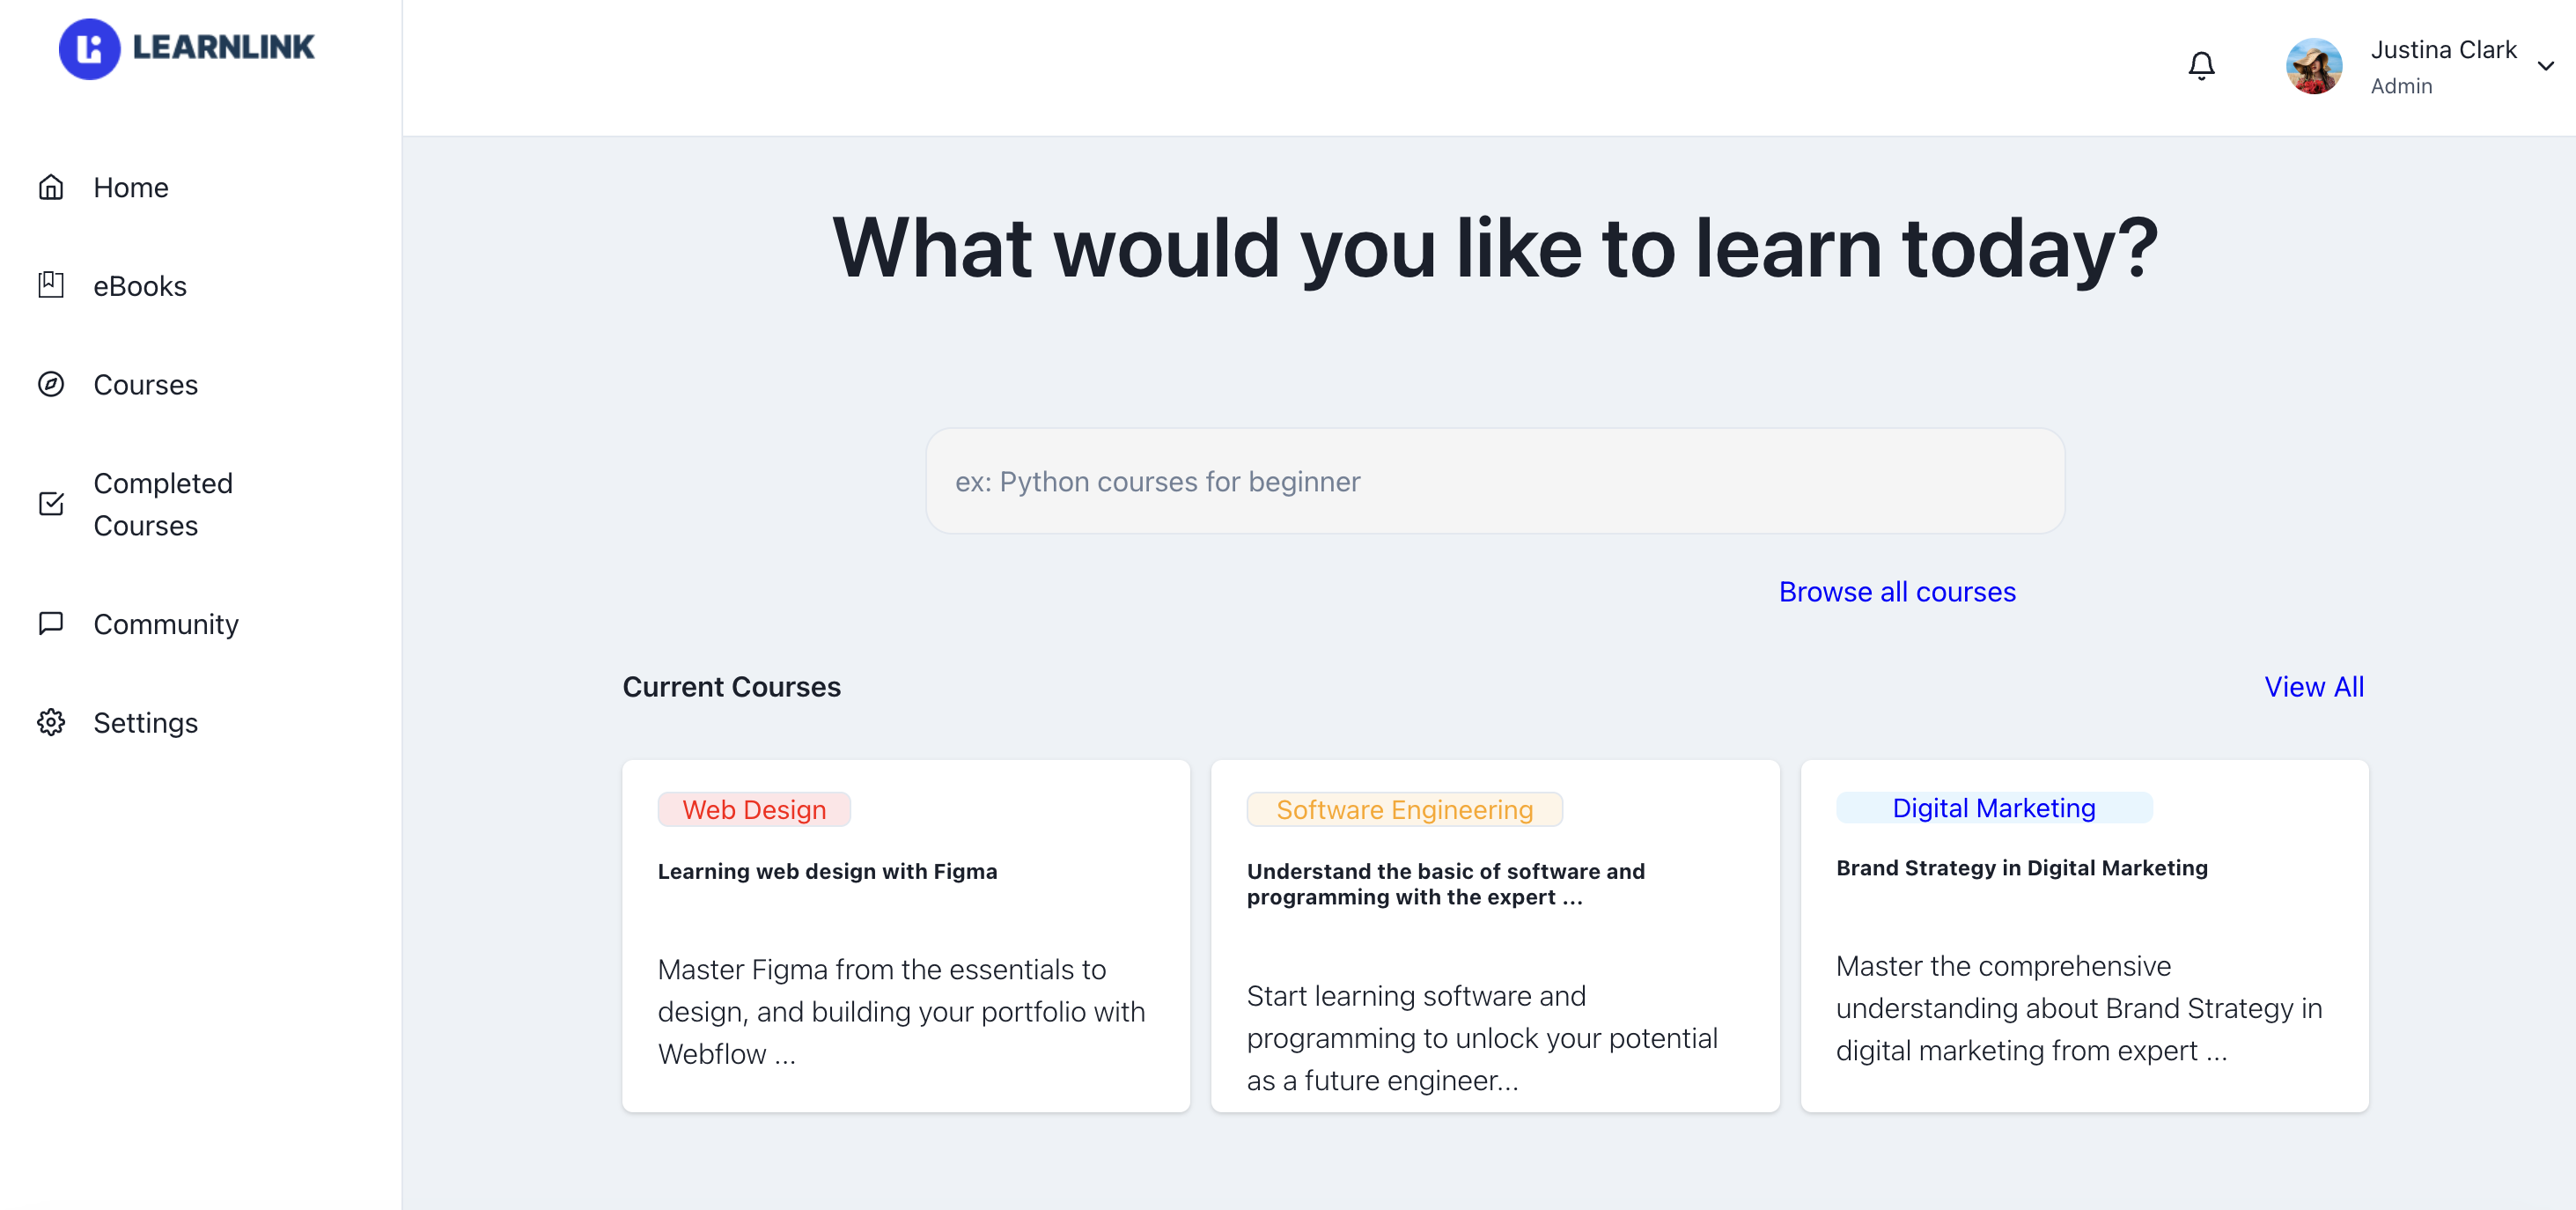 LEARNLINK
Justina Clark
Admin
Home
eBooks
Courses
Completed
Courses
Community
Settings
What would you like to learn today?
ex: Python courses for beginner
Browse all courses
Current Courses
View All
Web Design
Learning web design with Figma
Master Figma from the essentials to
design, and building your portfolio with
Webflow ...
Software Engineering
Understand the basic of software and
programming with the expert ...
Start learning software and
programming to unlock your potential
as a future engineer...
Digital Marketing
Brand Strategy in Digital Marketing
Master the comprehensive
understanding about Brand Strategy in
digital marketing from expert ...